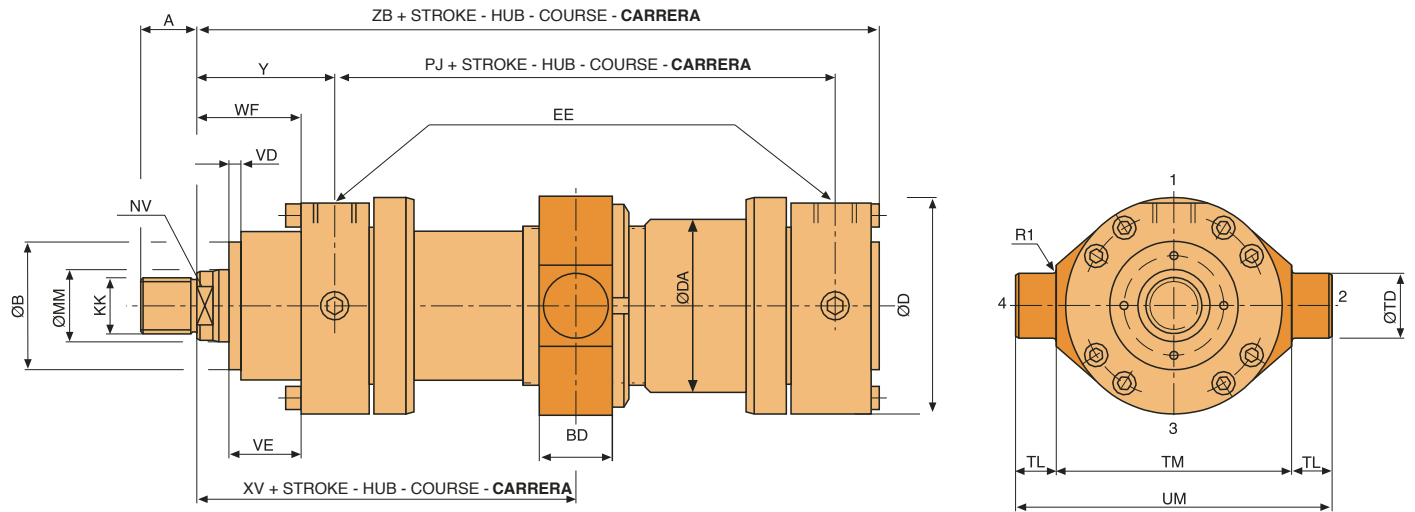 A
ZB + STROKE - HUB - COURSE - CARRERA
Y
PJ + STROKE - HUB - COURSE - CARRERA
WF
EE
VD
NV
ØB
ØMM
KK
ØDA
ØD
VE
BD
XV + STROKE - HUB - COURSE - CARRERA
1
R1
4
2
ØTD
3
TL
TM
TL
UM